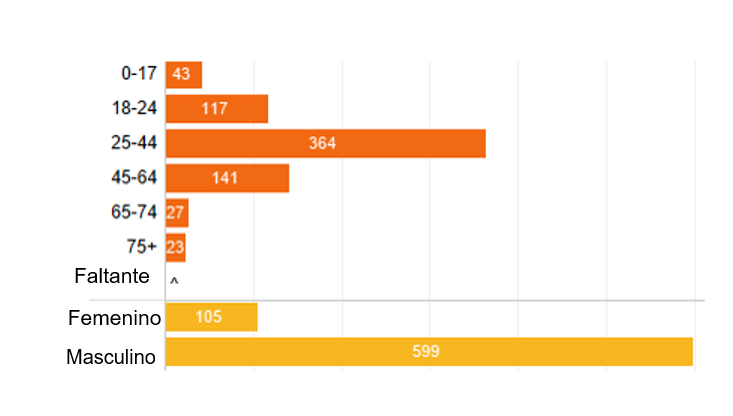 0-17 43
18-24 117
25-44 364
45-64 141
65-74 27
75+ 23
Faltante ^
Femenino 105
Masculino 599